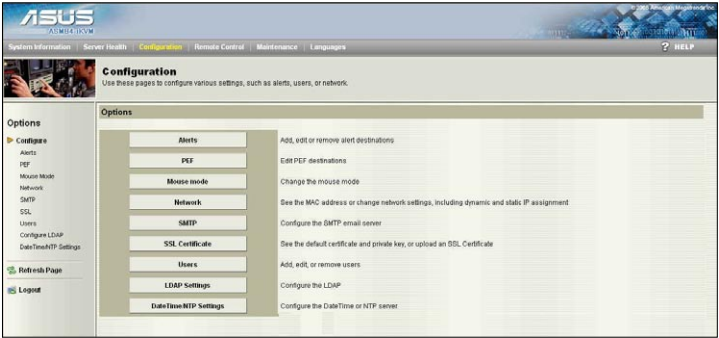 © 2008 American Megatrends Inc.
ASUS
ASMB4-iKVM
System Information
Server Health
Configuration
Remote Control
Maintenance
Languages
? HELP
Configuration
Use these pages to configure various settings, such as alerts, users, or network.
Options
Configure
Alerts
PEF
Mouse Mode
Network
SMTP
SSL
Users
Configure LDAP
DateTime/NTP Settings
Refresh Page
Logout
Options
Alerts Add, edit or remove alert destinations
PEF Edit PEF destinations
Mouse mode Change the mouse mode
Network See the MAC address or change network settings, including dynamic and static IP assignment
SMTP Configure the SMTP email server
SSL Certificate See the default certificate and private key, or upload an SSL Certificate
Users Add, edit, or remove users
LDAP Settings Configure the LDAP
DateTime/NTP Settings Configure the DateTime or NTP server